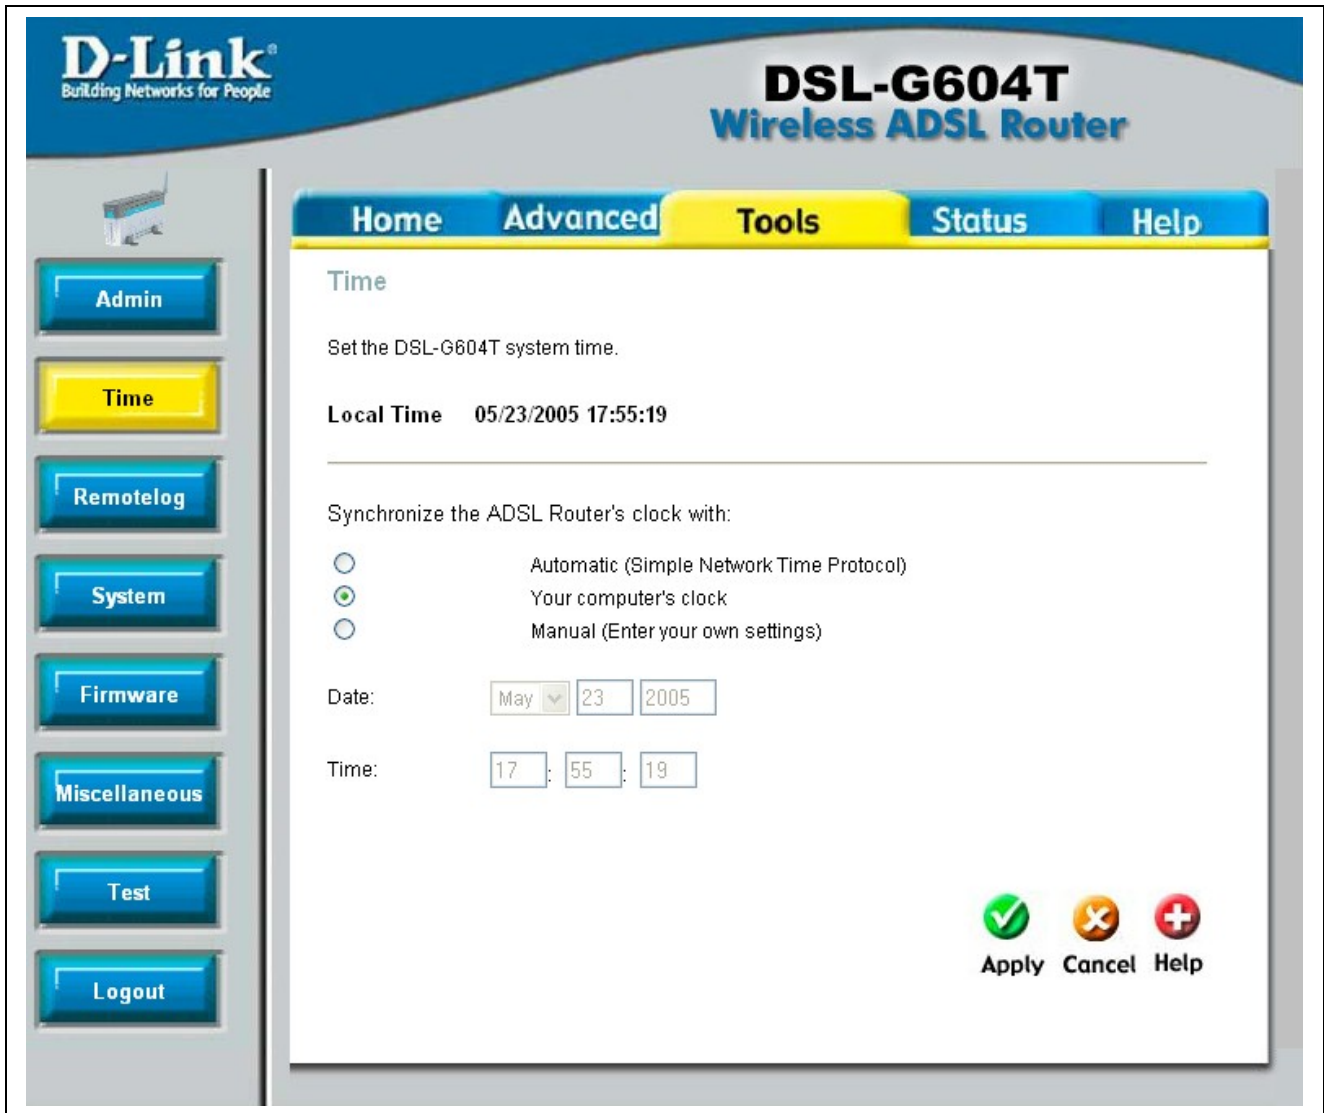 D-Link®
Building Networks for People
DSL-G604T
Wireless ADSL Router
Home Advanced Tools Status Help
Admin
Time
Remotelog
System
Firmware
Miscellaneous
Test
Logout
Time
Set the DSL-G604T system time.
Local Time 05/23/2005 17:55:19
Synchronize the ADSL Router's clock with:
Automatic (Simple Network Time Protocol)
Your computer's clock
Manual (Enter your own settings)
Date: May 23 2005
Time: 17 : 55 : 19
Apply Cancel Help